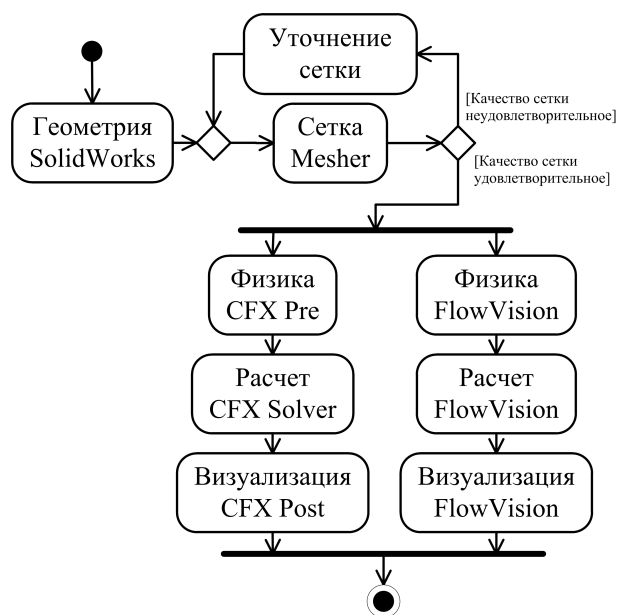 Уточнение
сетки
Геометрия
SolidWorks
Сетка
Mesher
[Качество сетки
неудовлетворительное]
[Качество сетки
удовлетворительное]
Физика
CFX Pre
Физика
FlowVision
Расчет
CFX Solver
Расчет
FlowVision
Визуализация
CFX Post
Визуализация
FlowVision